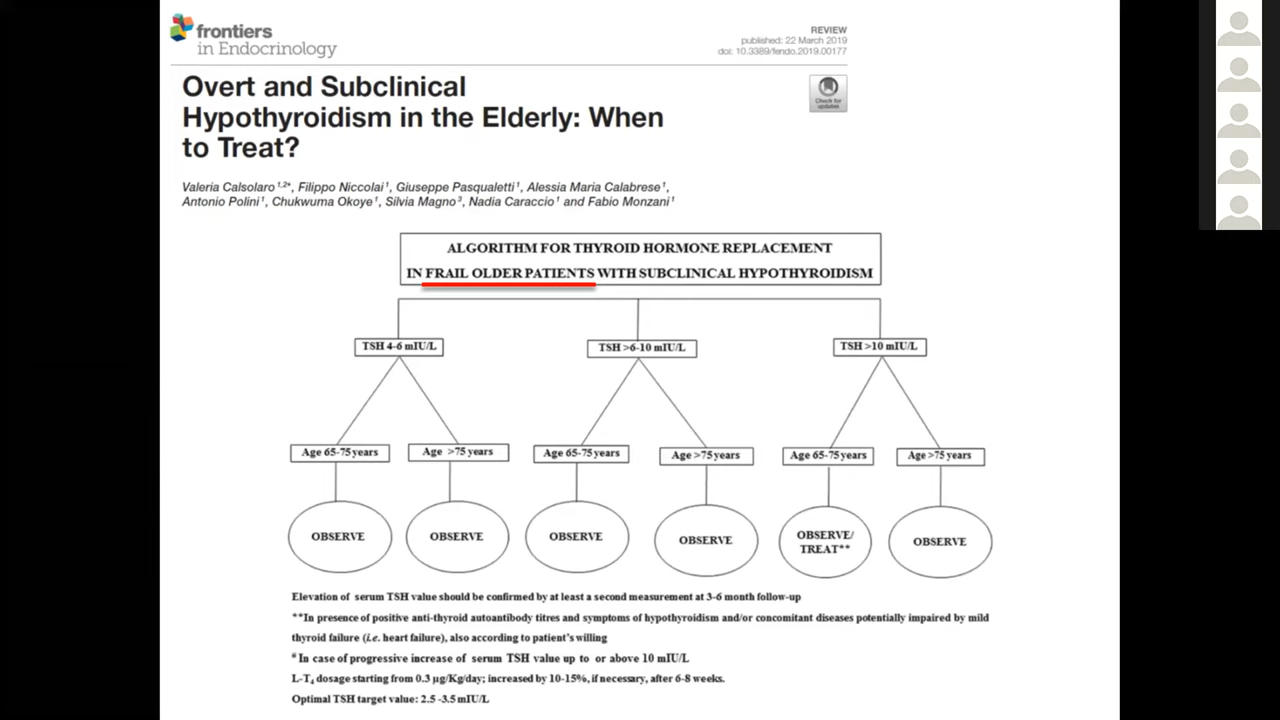 frontiers
in Endocrinology
REVIEW
published: 22 March 2019
doi: 10.3389/fendo.2019.00177
Overt and Subclinical
Hypothyroidism in the Elderly: When
to Treat?
Check for
updates
Valeria Calsolaro 1,2*, Filippo Niccolai 1, Giuseppe Pasqualetti 1, Alessia Maria Calabrese 1,
Antonio Polini 1, Chukwuma Okoye 1, Silvia Magno 3, Nadia Caraccio 1 and Fabio Monzani 1
ALGORITHM FOR THYROID HORMONE REPLACEMENT
IN FRAIL OLDER PATIENTS WITH SUBCLINICAL HYPOTHYROIDISM
TSH 4-6 mIU/L
TSH >6-10 mIU/L
TSH >10 mIU/L
Age 65-75 years
Age >75 years
Age 65-75 years
Age >75 years
Age 65-75 years
Age >75 years
OBSERVE
OBSERVE
OBSERVE
OBSERVE
OBSERVE/
TREAT**
OBSERVE
Elevation of serum TSH value should be confirmed by at least a second measurement at 3-6 month follow-up
**In presence of positive anti-thyroid autoantibody titres and symptoms of hypothyroidism and/or concomitant diseases potentially impaired by mild
thyroid failure (i.e. heart failure), also according to patient's willing
#In case of progressive increase of serum TSH value up to or above 10 mIU/L
L-T4 dosage starting from 0.3 µg/Kg/day; increased by 10-15%, if necessary, after 6-8 weeks.
Optimal TSH target value: 2.5 -3.5 mIU/L